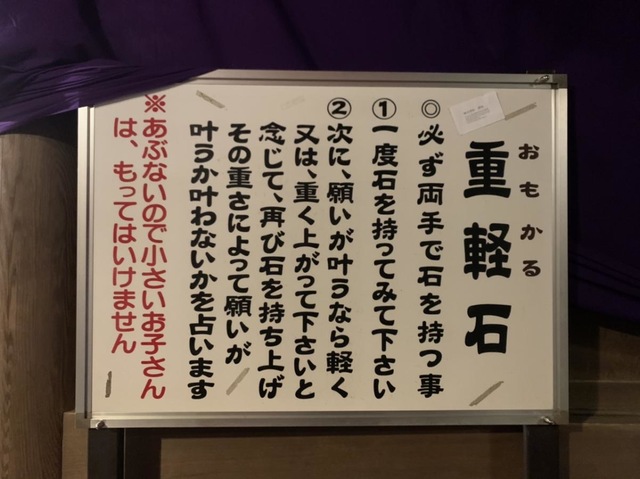 おもかる
重軽石
◎必ず両手で石を持つ事
①一度石を持ってみて下さい
②次に、願いが叶うなら軽く
又は、重く上がって下さいと
念じて、再び石を持ち上げ
その重さによって願いが
叶うか叶わないかを占います
※あぶないので小さいお子さん
は、もってはいけません